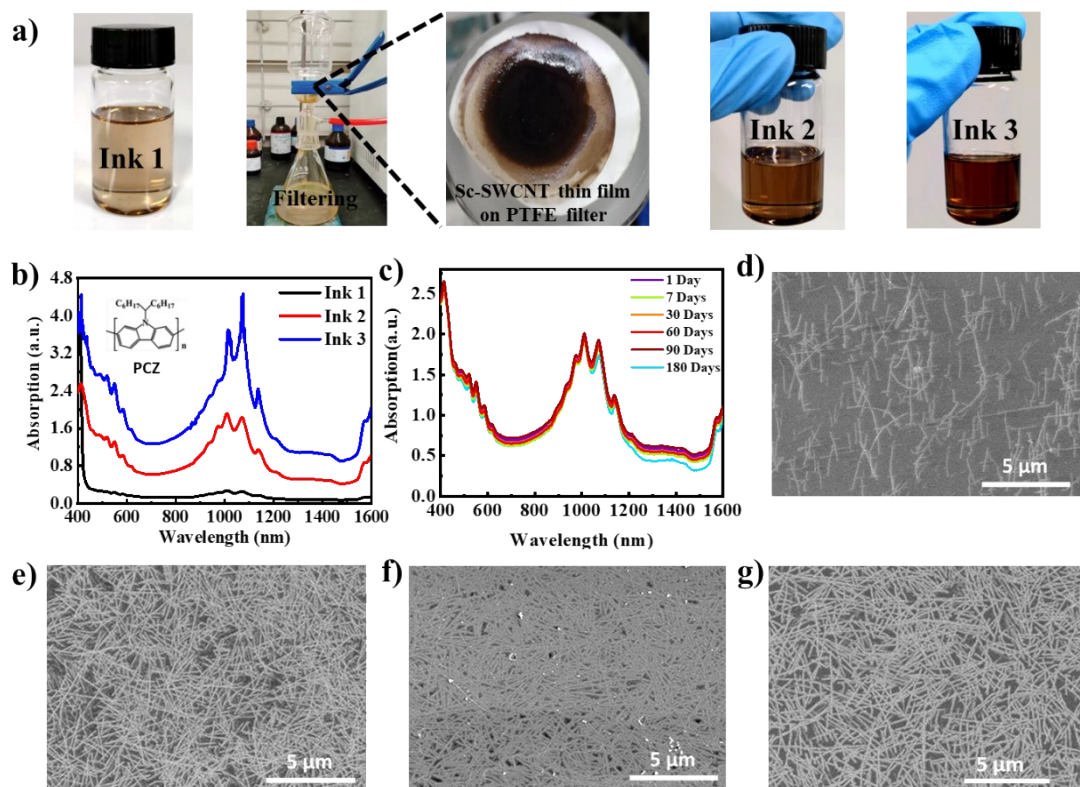 a)
Ink 1
Filtering
Sc-SWCNT thin film
on PTFE filter
Ink 2
Ink 3
b)
4.8
4.0
3.2
2.4
1.6
0.8
0.0
Absorption (a.u.)
C₆H₁₇ C₆H₁₇
N
n
PCZ
Ink 1
Ink 2
Ink 3
400 600 800 1000 1200 1400 1600
Wavelength (nm)
c)
2.5
2.0
1.5
1.0
0.5
0.0
Absorption (a.u.)
1 Day
7 Days
30 Days
60 Days
90 Days
180 Days
400 600 800 1000 1200 1400 1600
Wavelength (nm)
d)
5 μm
e)
5 μm
f)
5 μm
g)
5 μm